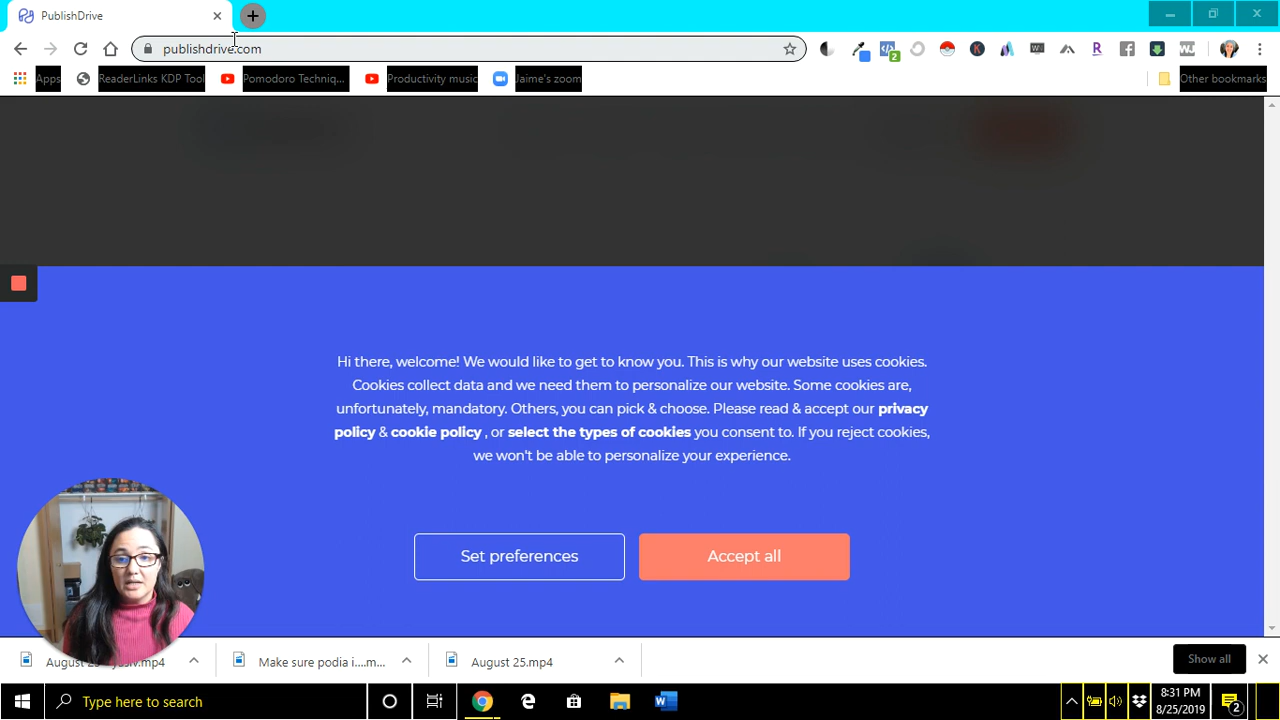 PublishDrive
publishdrive.com
2
Apps
ReaderLinks KDP Tool
Pomodoro Techniq...
Productivity music
Jaime's zoom
Other bookmarks
Hi there, welcome! We would like to get to know you. This is why our website uses cookies.
Cookies collect data and we need them to personalize our website. Some cookies are,
unfortunately, mandatory. Others, you can pick & choose. Please read & accept our privacy
policy & cookie policy , or select the types of cookies you consent to. If you reject cookies,
we won't be able to personalize your experience.
Set preferences
Accept all
Make sure podia i....m...
August 25.mp4
Show all
Type here to search
8:31 PM
8/25/2019
2